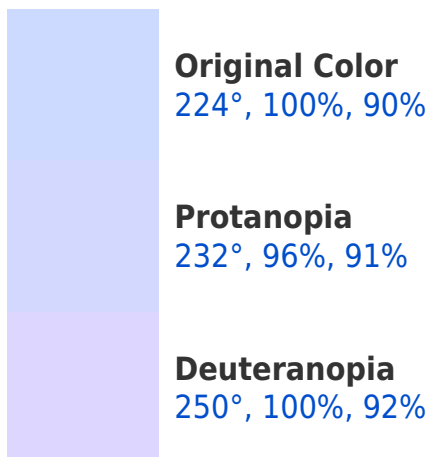 Original Color
224°, 100%, 90%
Protanopia
232°, 96%, 91%
Deuteranopia
250°, 100%, 92%